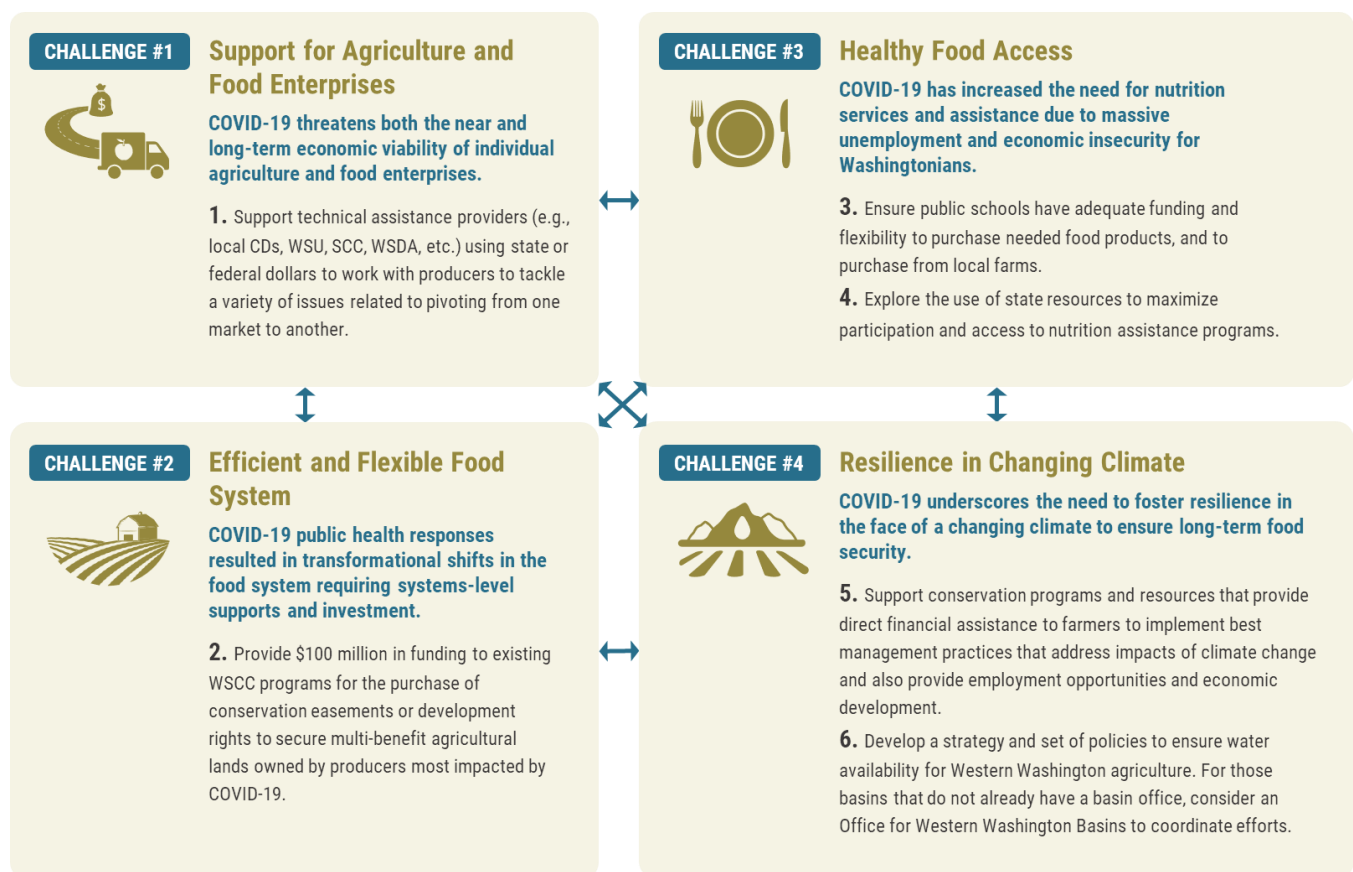 CHALLENGE #1
Support for Agriculture and
Food Enterprises
$
COVID-19 threatens both the near and
long-term economic viability of individual
agriculture and food enterprises.
1. Support technical assistance providers (e.g.,
local CDs, WSU, SCC, WSDA, etc.) using state or
federal dollars to work with producers to tackle
a variety of issues related to pivoting from one
market to another.
CHALLENGE #2
Efficient and Flexible Food
System
COVID-19 public health responses
resulted in transformational shifts in the
food system requiring systems-level
supports and investment.
2. Provide $100 million in funding to existing
WSCC programs for the purchase of
conservation easements or development
rights to secure multi-benefit agricultural
lands owned by producers most impacted by
COVID-19.
CHALLENGE #3
Healthy Food Access
COVID-19 has increased the need for nutrition
services and assistance due to massive
unemployment and economic insecurity for
Washingtonians.
3. Ensure public schools have adequate funding and
flexibility to purchase needed food products, and to
purchase from local farms.
4. Explore the use of state resources to maximize
participation and access to nutrition assistance programs.
CHALLENGE #4
Resilience in Changing Climate
COVID-19 underscores the need to foster resilience in
the face of a changing climate to ensure long-term food
security.
5. Support conservation programs and resources that provide
direct financial assistance to farmers to implement best
management practices that address impacts of climate change
and also provide employment opportunities and economic
development.
6. Develop a strategy and set of policies to ensure water
availability for Western Washington agriculture. For those
basins that do not already have a basin office, consider an
Office for Western Washington Basins to coordinate efforts.